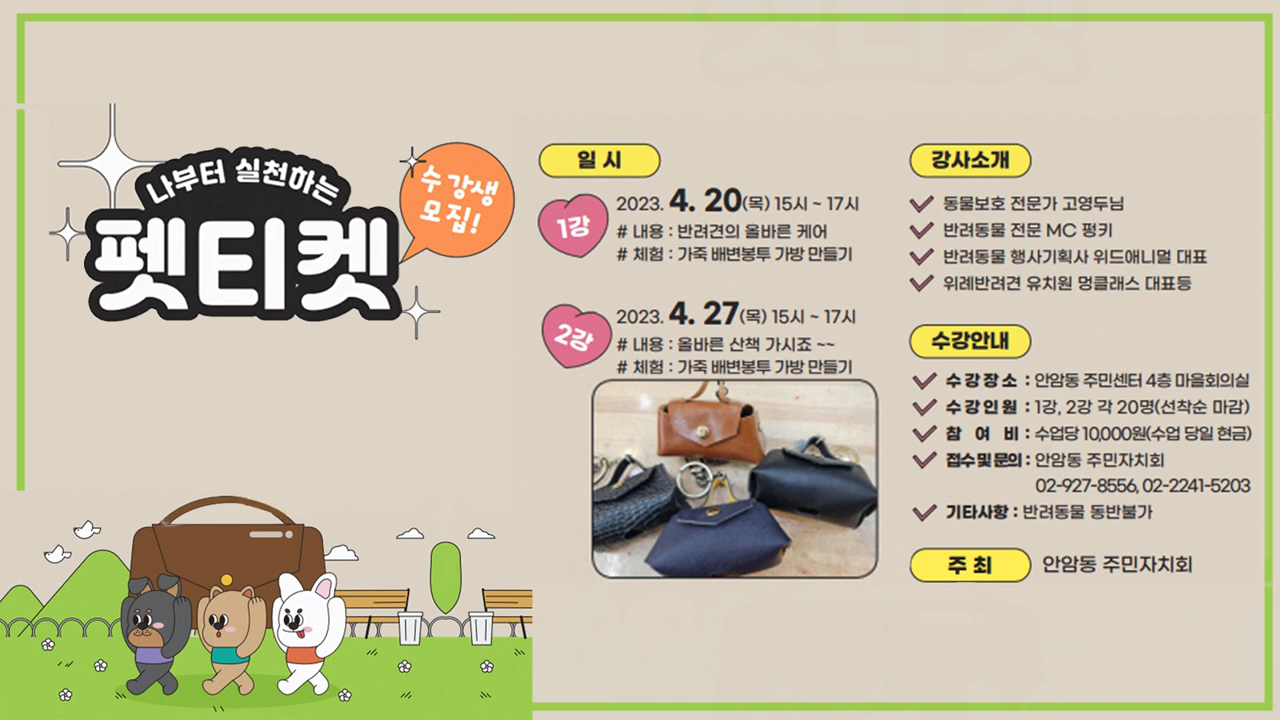 나부터 실천하는
펫티켓
수강생
모집!
일 시
1강
2023. 4. 20(목) 15시 ~ 17시
# 내용 : 반려견의 올바른 케어
# 체험 : 가죽 배변봉투 가방 만들기
2강
2023. 4. 27(목) 15시 ~ 17시
# 내용 : 올바른 산책 가시죠 ~~
# 체험 : 가죽 배변봉투 가방 만들기
강사소개
동물보호 전문가 고영두님
반려동물 전문 MC 펑키
반려동물 행사기획사 위드애니멀 대표
위례반려견 유치원 멍클래스 대표등
수강안내
수강장소 : 안암동 주민센터 4층 마을회의실
수강인원 : 1강, 2강 각 20명(선착순 마감)
참 여 비 : 수업당 10,000원(수업 당일 현금)
접수및문의 : 안암동 주민자치회
02-927-8556, 02-2241-5203
기타사항 : 반려동물 동반불가
주 최
안암동 주민자치회